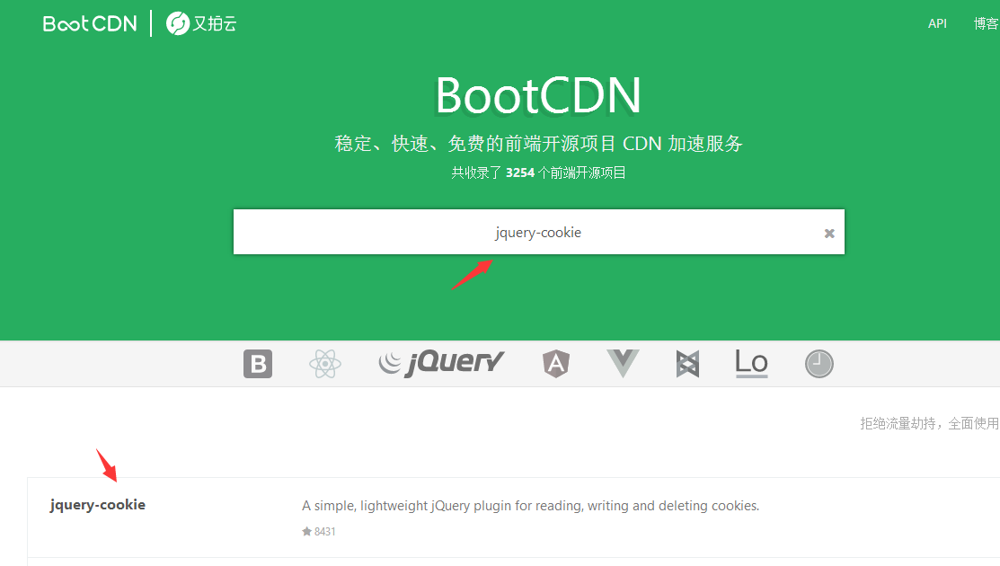 BootCDN 又拍云 API 博客
BootCDN
稳定、快速、免费的前端开源项目 CDN 加速服务
共收录了 3254 个前端开源项目
jquery-cookie
B jQuery A Lo
拒绝流量劫持，全面使用
jquery-cookie A simple, lightweight jQuery plugin for reading, writing and deleting cookies.
8431